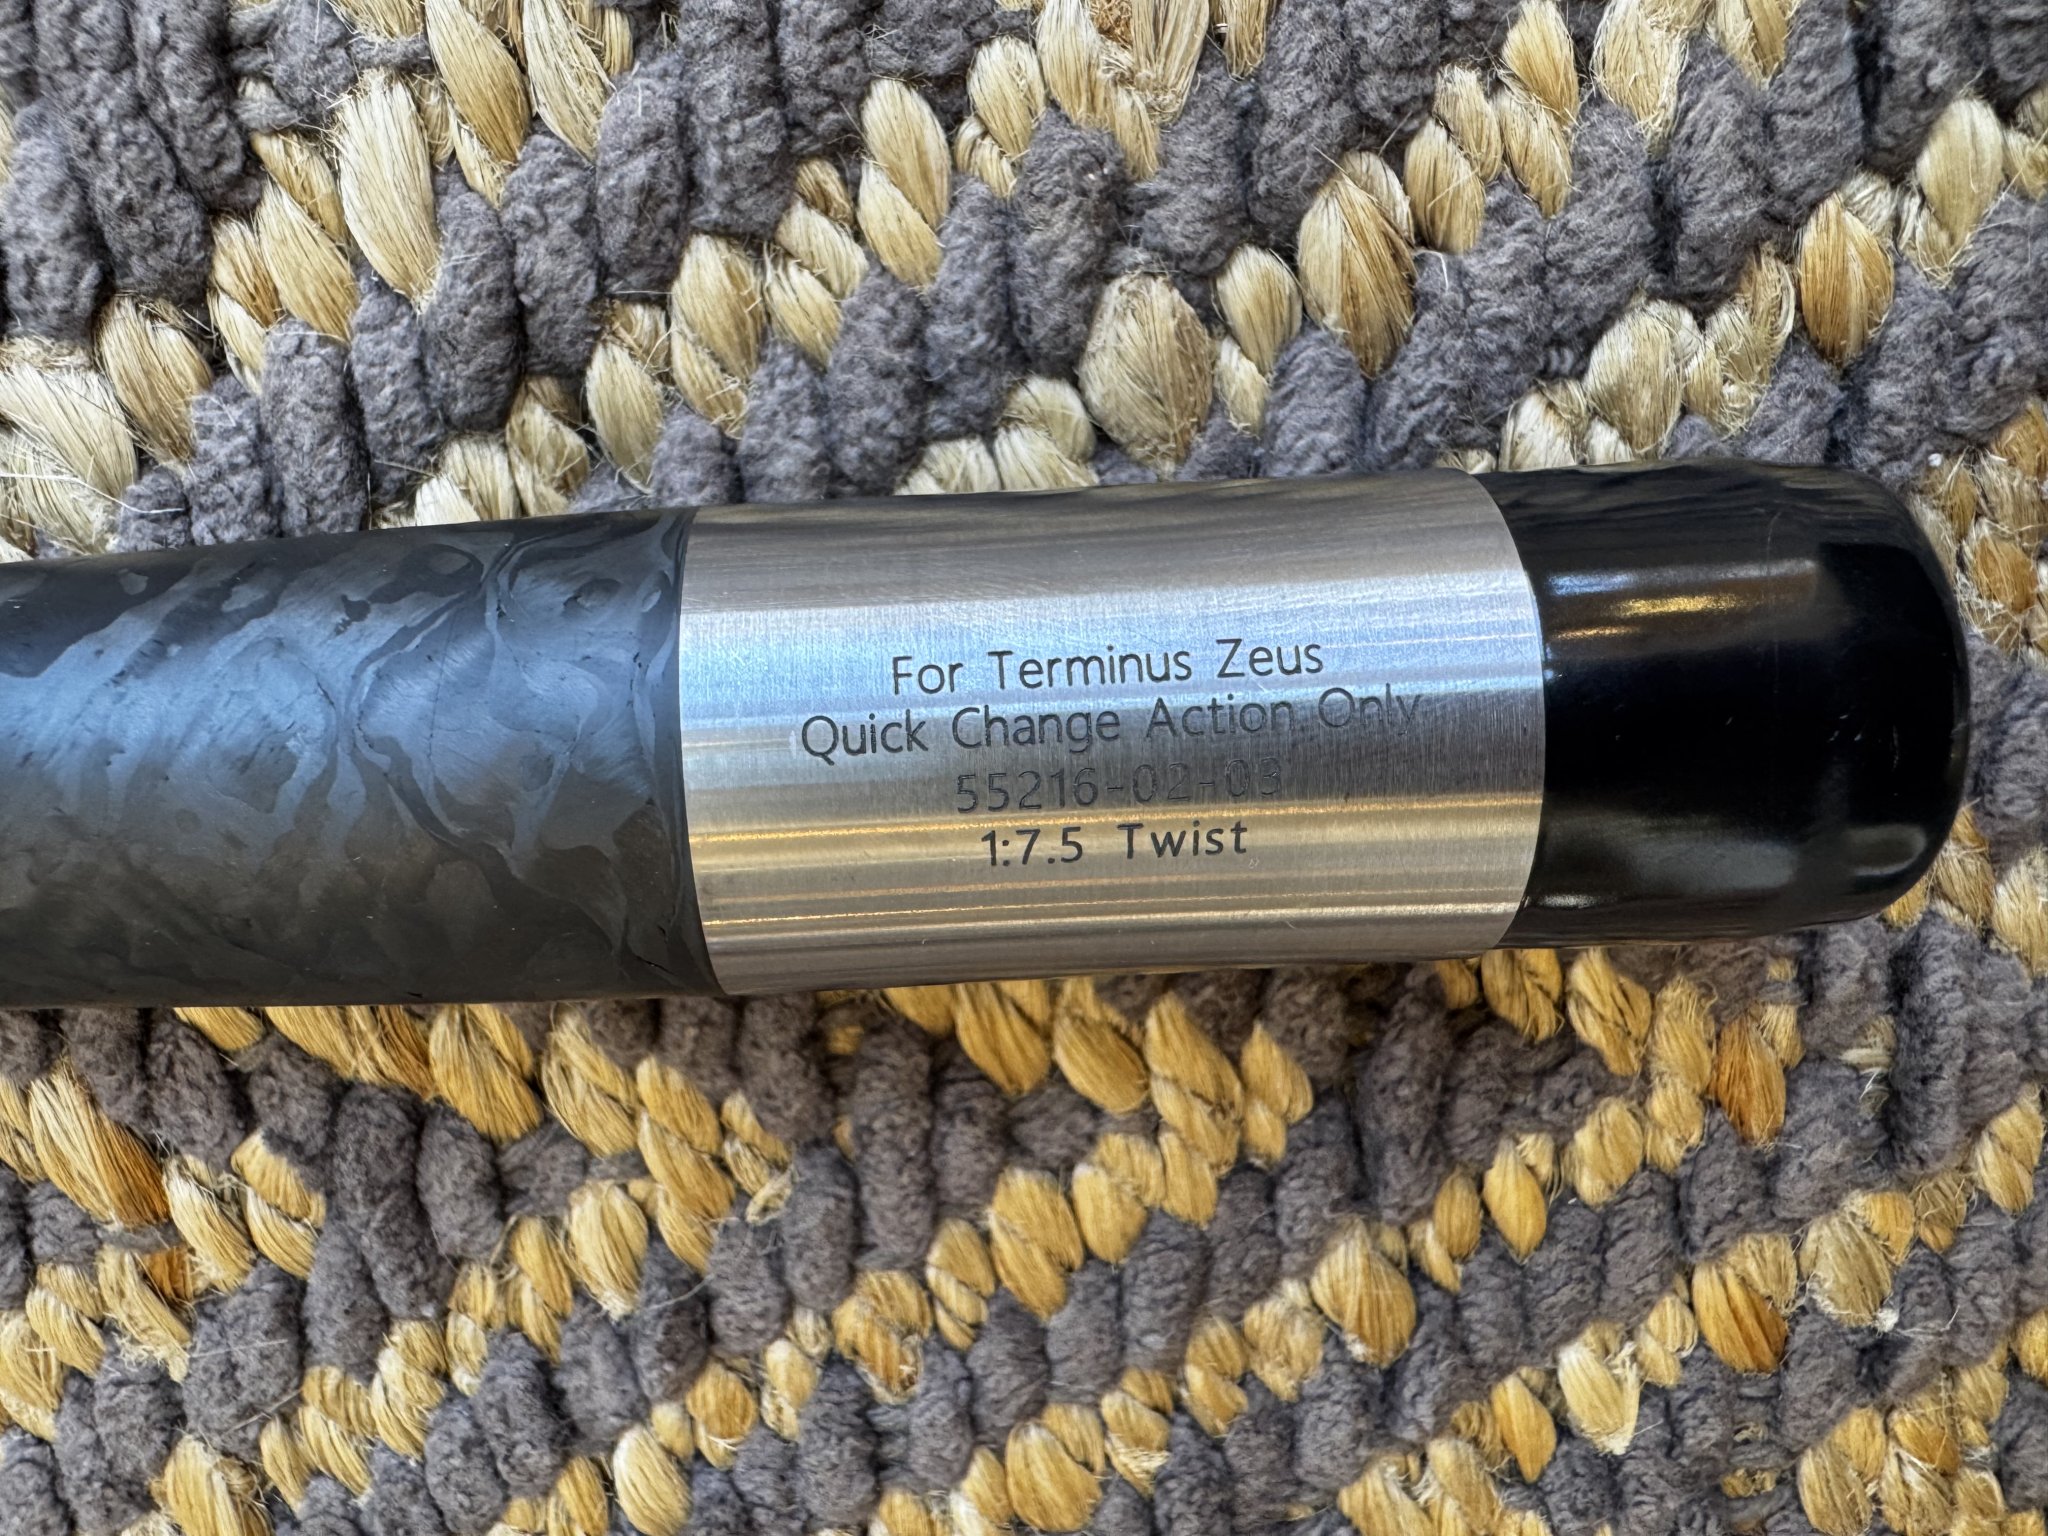 For Terminus Zeus
Quick Change Action Only
55216-02-03
1:7.5 Twist